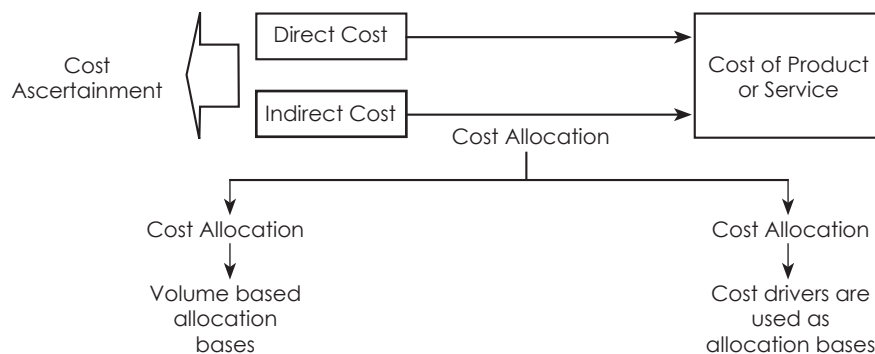 Direct Cost
Cost
Ascertainment
Cost of Product
or Service
Indirect Cost
Cost Allocation
Cost Allocation
Cost Allocation
Volume based
allocation
bases
Cost drivers are
used as
allocation bases